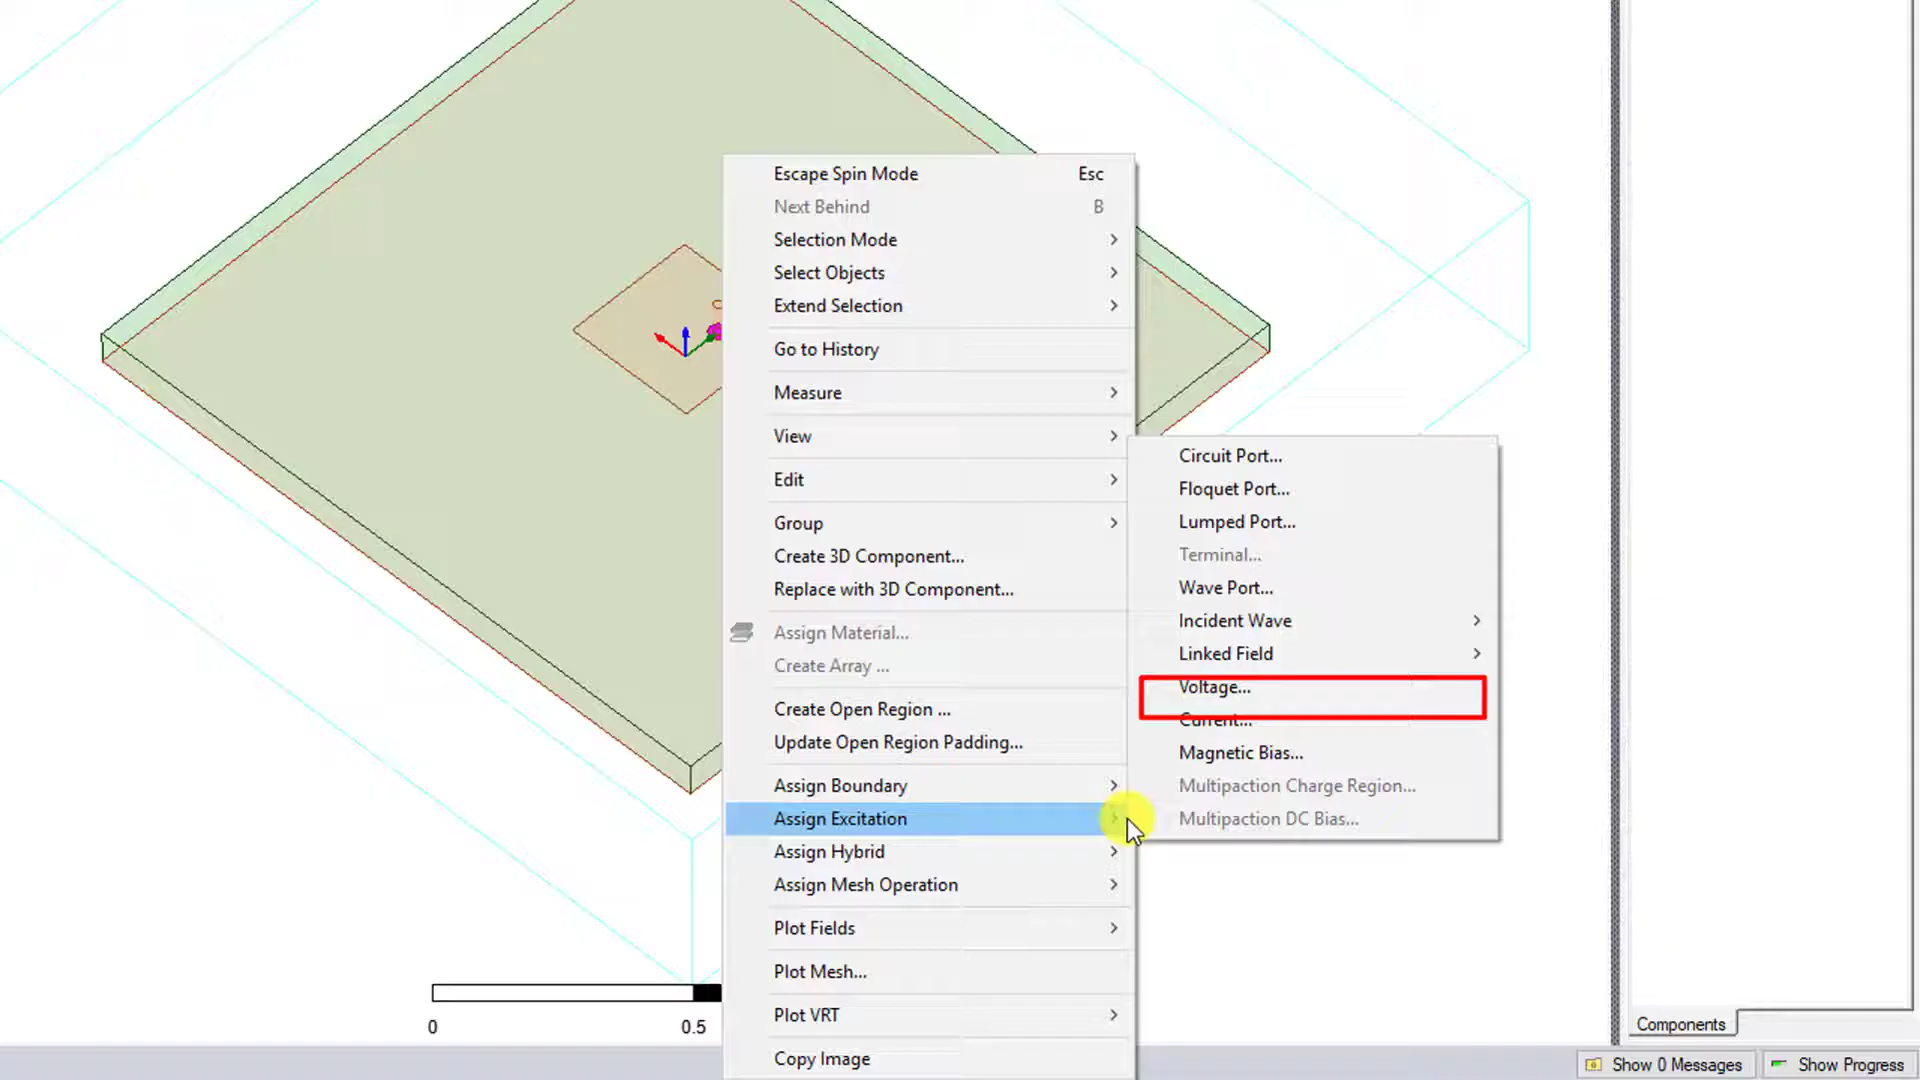 Escape Spin Mode Esc
Next Behind B
Selection Mode
Select Objects
Extend Selection
Go to History
Measure
View
Edit
Group
Create 3D Component...
Replace with 3D Component...
Assign Material...
Create Array ...
Create Open Region ...
Update Open Region Padding...
Assign Boundary
Assign Excitation
Assign Hybrid
Assign Mesh Operation
Plot Fields
Plot Mesh...
Plot VRT
Copy Image
Circuit Port...
Floquet Port...
Lumped Port...
Terminal...
Wave Port...
Incident Wave
Linked Field
Voltage...
Current...
Magnetic Bias...
Multipaction Charge Region...
Multipaction DC Bias...
0 0.5
Components
Show 0 Messages Show Progress